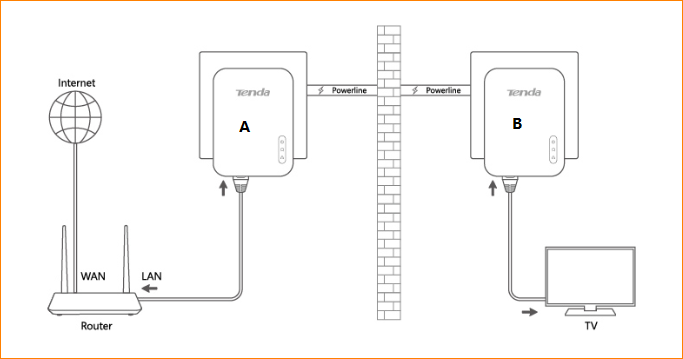 Internet
Tenda
A
Powerline
Powerline
Tenda
B
WAN
LAN
Router
TV